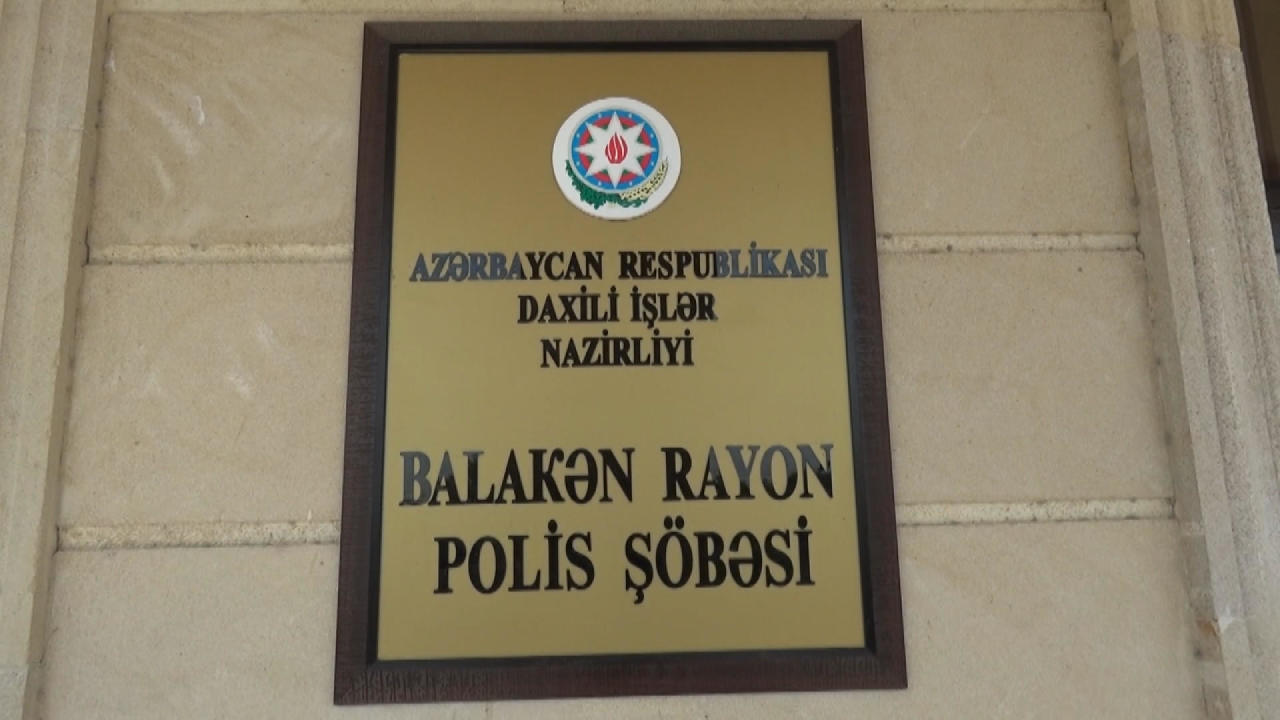 AZƏRBAYCAN RESPUBLİKASI
DAXİLİ İŞLƏR
NAZİRLİYİ
BALAKƏN RAYON
POLİS ŞÖBƏSİ